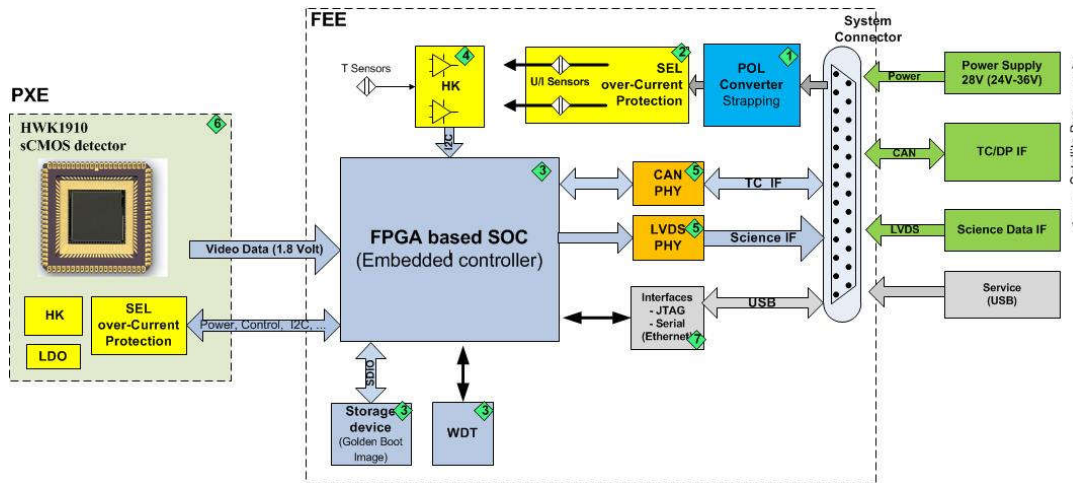 FEE
System
Connector
PXE
6
HWK1910
sCMOS detector
HK
SEL
over-Current
Protection
LDO
T Sensors
4
HK
U/I Sensors
2
SEL
over-Current
Protection
1
POL
Converter
Strapping
Power
Power Supply
28V (24V-36V)
I2C
3
FPGA based SOC
(Embedded controller)
CAN
PHY
5
TC IF
CAN
TC/DP IF
LVDS
PHY
5
Science IF
LVDS
Science Data IF
Video Data (1.8 Volt)
Power, Control, I2C, ...
Interfaces
- JTAG
- Serial
(Ethernet)
7
USB
Service
(USB)
SDIO
Storage
device
(Golden Boot
Image)
3
WDT
3